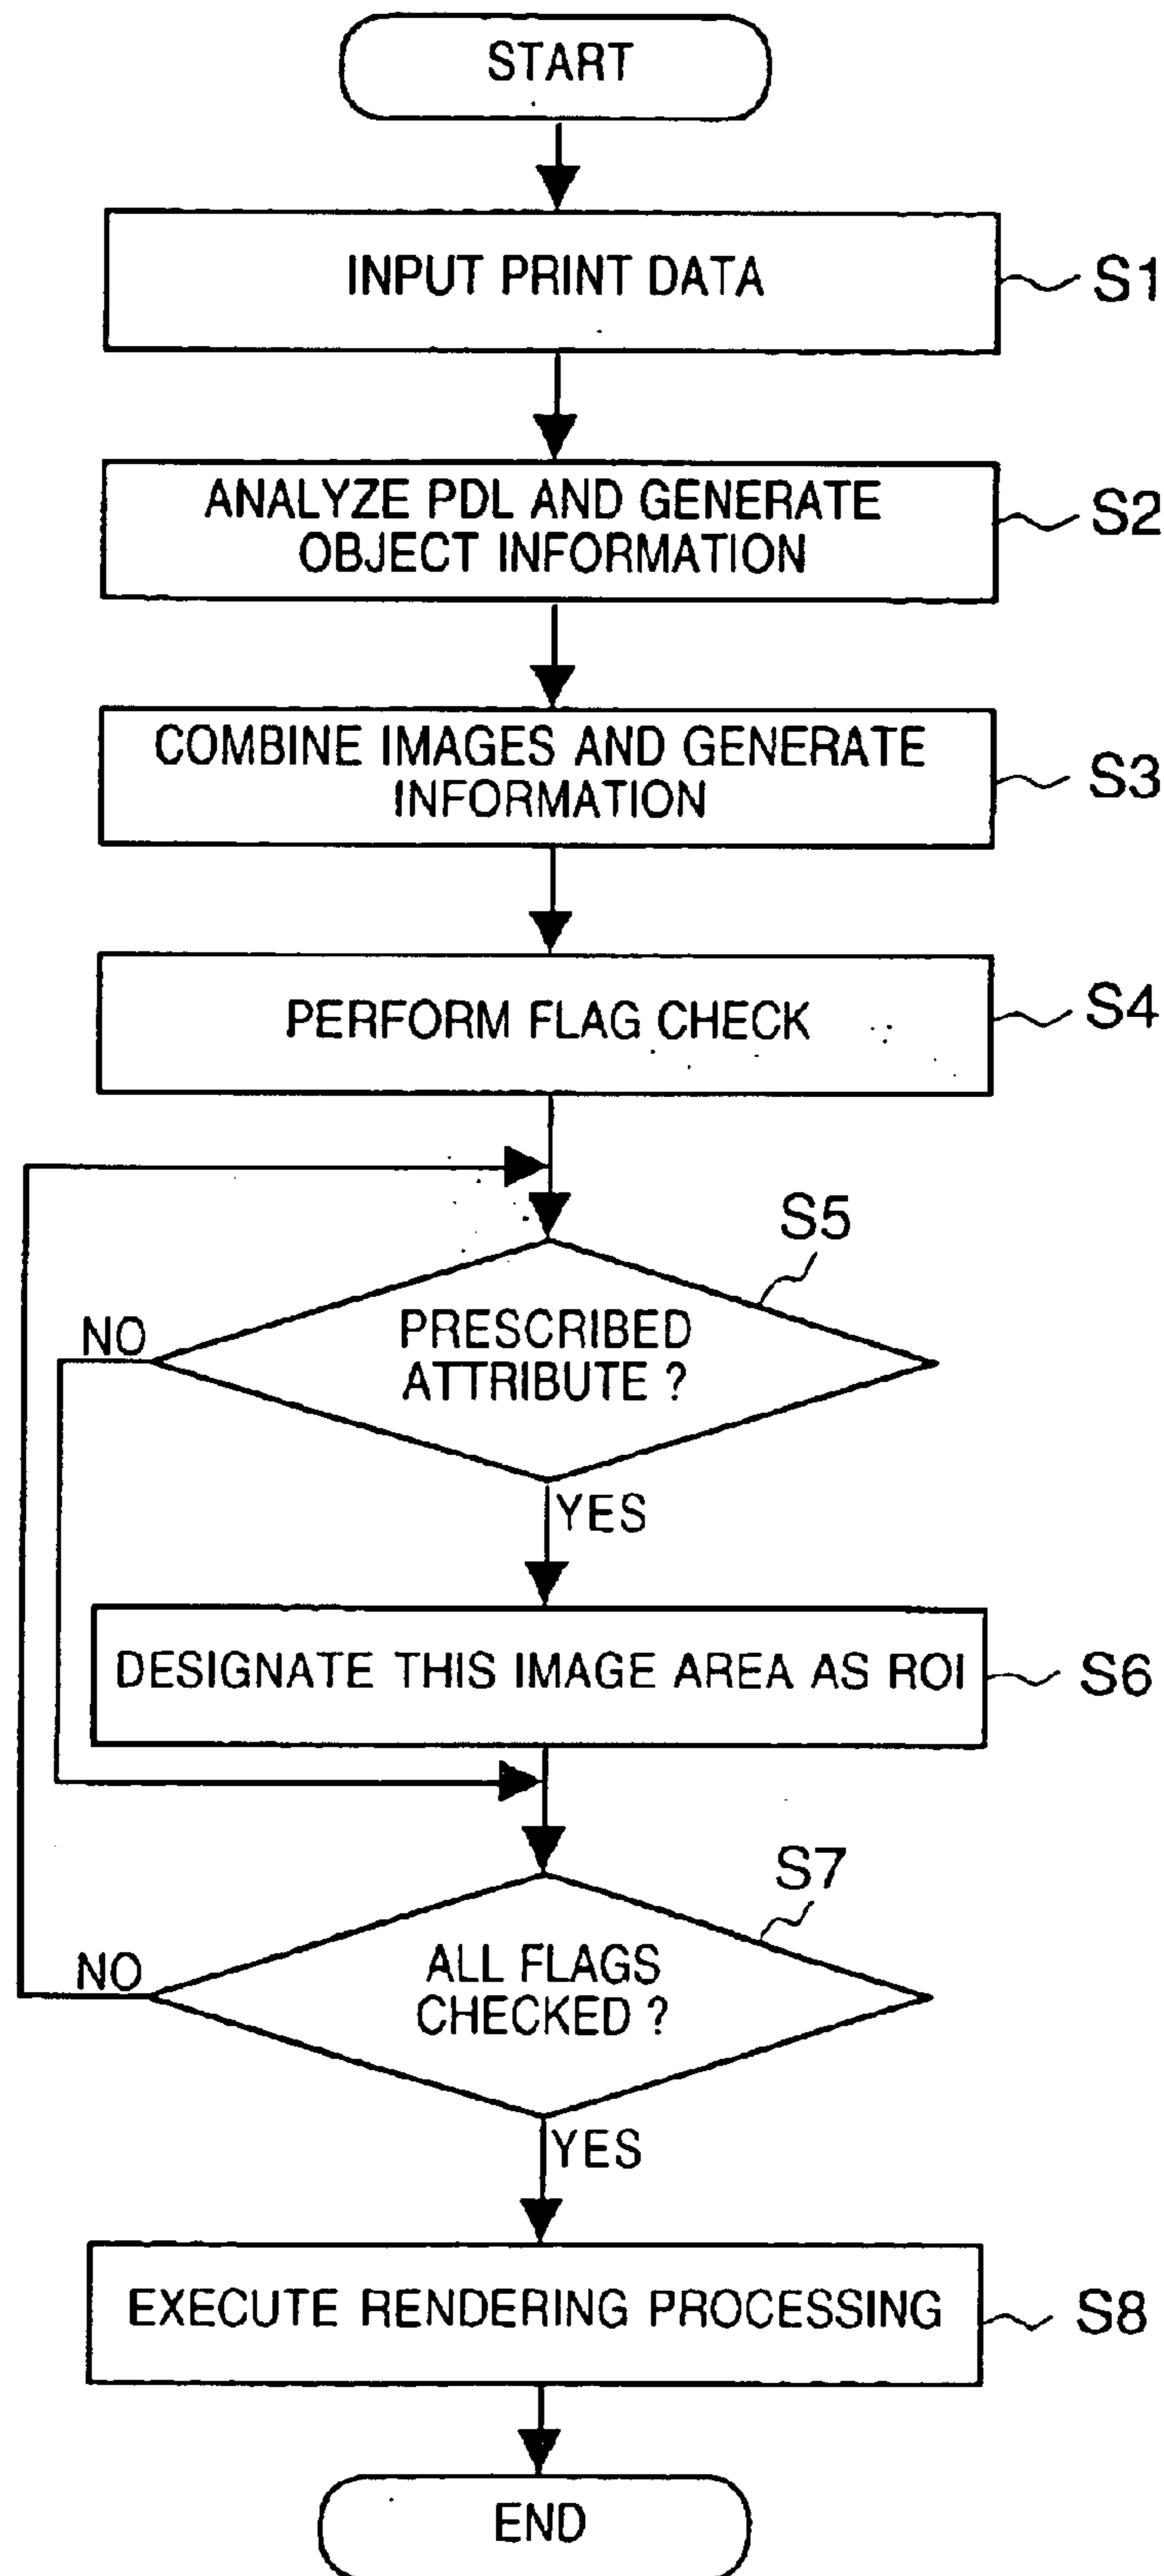 START
INPUT PRINT DATA
S1
ANALYZE PDL AND GENERATE
OBJECT INFORMATION
S2
COMBINE IMAGES AND GENERATE
INFORMATION
S3
PERFORM FLAG CHECK
S4
S5
PRESCRIBED
ATTRIBUTE ?
NO
YES
DESIGNATE THIS IMAGE AREA AS ROI
S6
S7
ALL FLAGS
CHECKED ?
NO
YES
EXECUTE RENDERING PROCESSING
S8
END